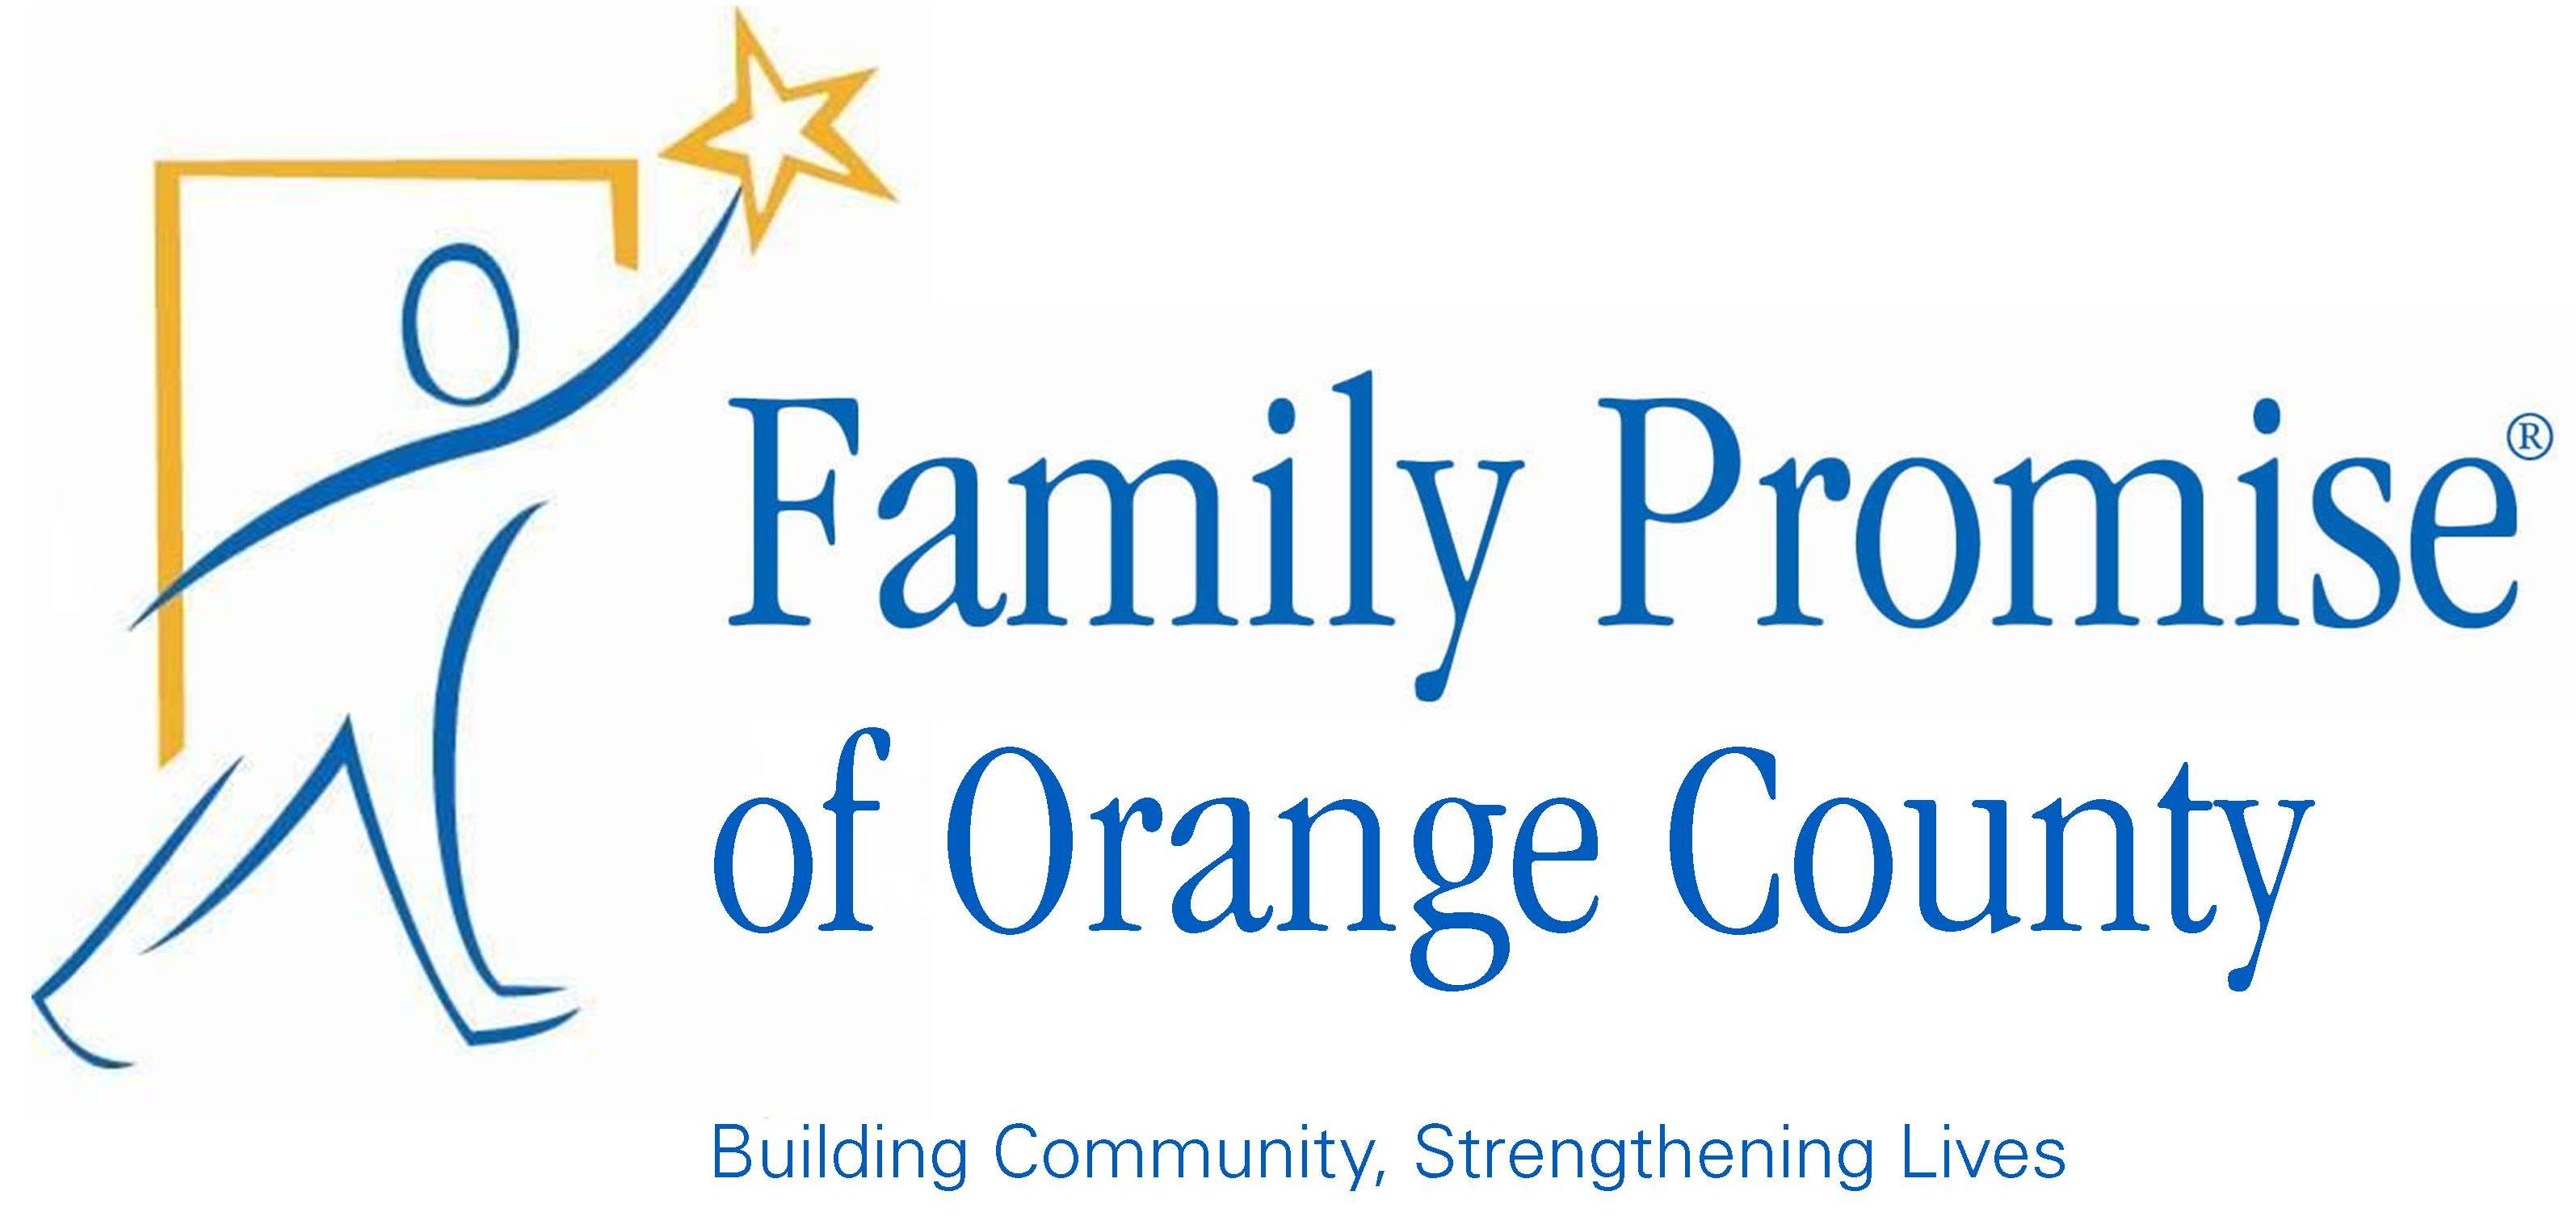 Family Promise®
of Orange County
Building Community, Strengthening Lives